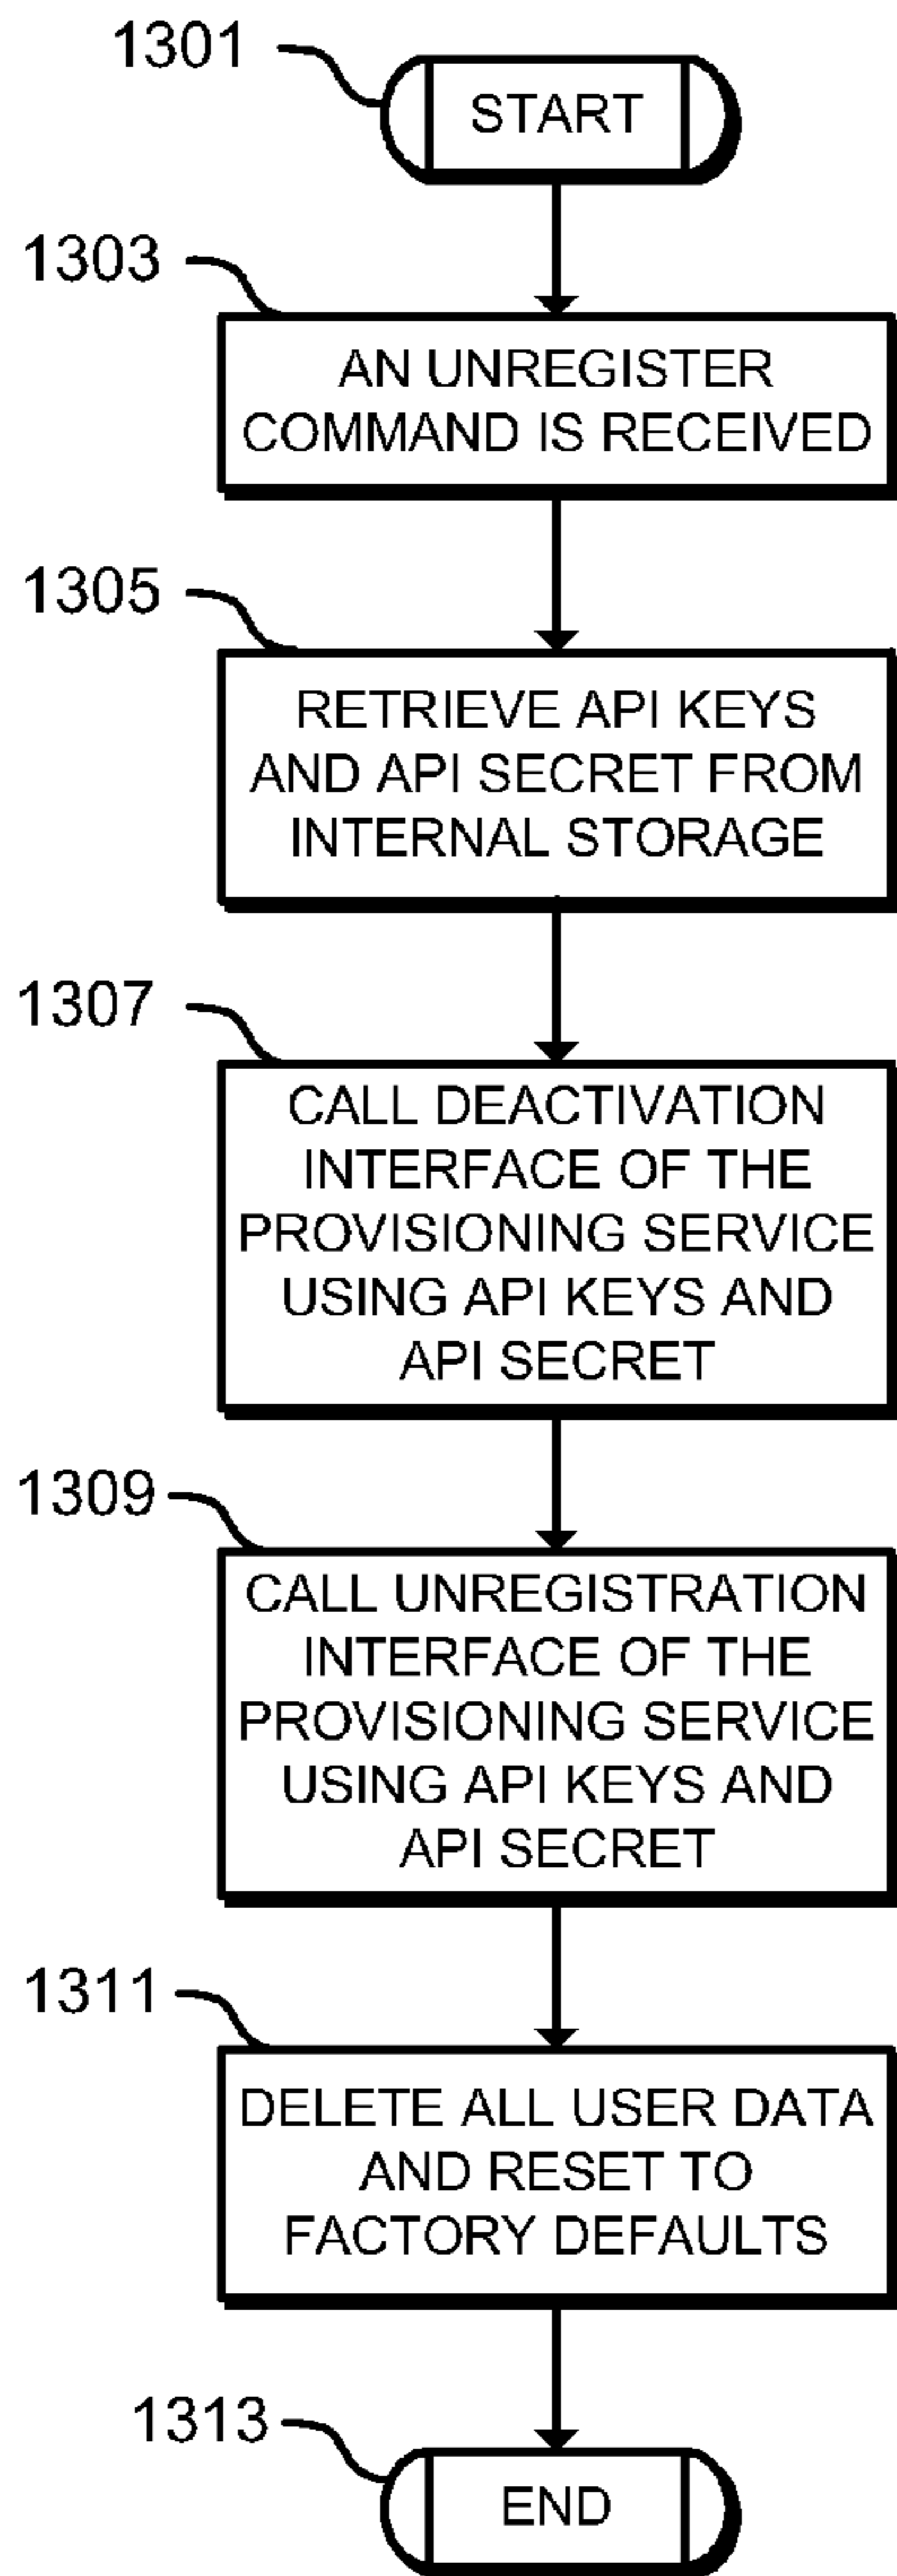 1301
START
1303
AN UNREGISTER
COMMAND IS RECEIVED
1305
RETRIEVE API KEYS
AND API SECRET FROM
INTERNAL STORAGE
1307
CALL DEACTIVATION
INTERFACE OF THE
PROVISIONING SERVICE
USING API KEYS AND
API SECRET
1309
CALL UNREGISTRATION
INTERFACE OF THE
PROVISIONING SERVICE
USING API KEYS AND
API SECRET
1311
DELETE ALL USER DATA
AND RESET TO
FACTORY DEFAULTS
1313
END